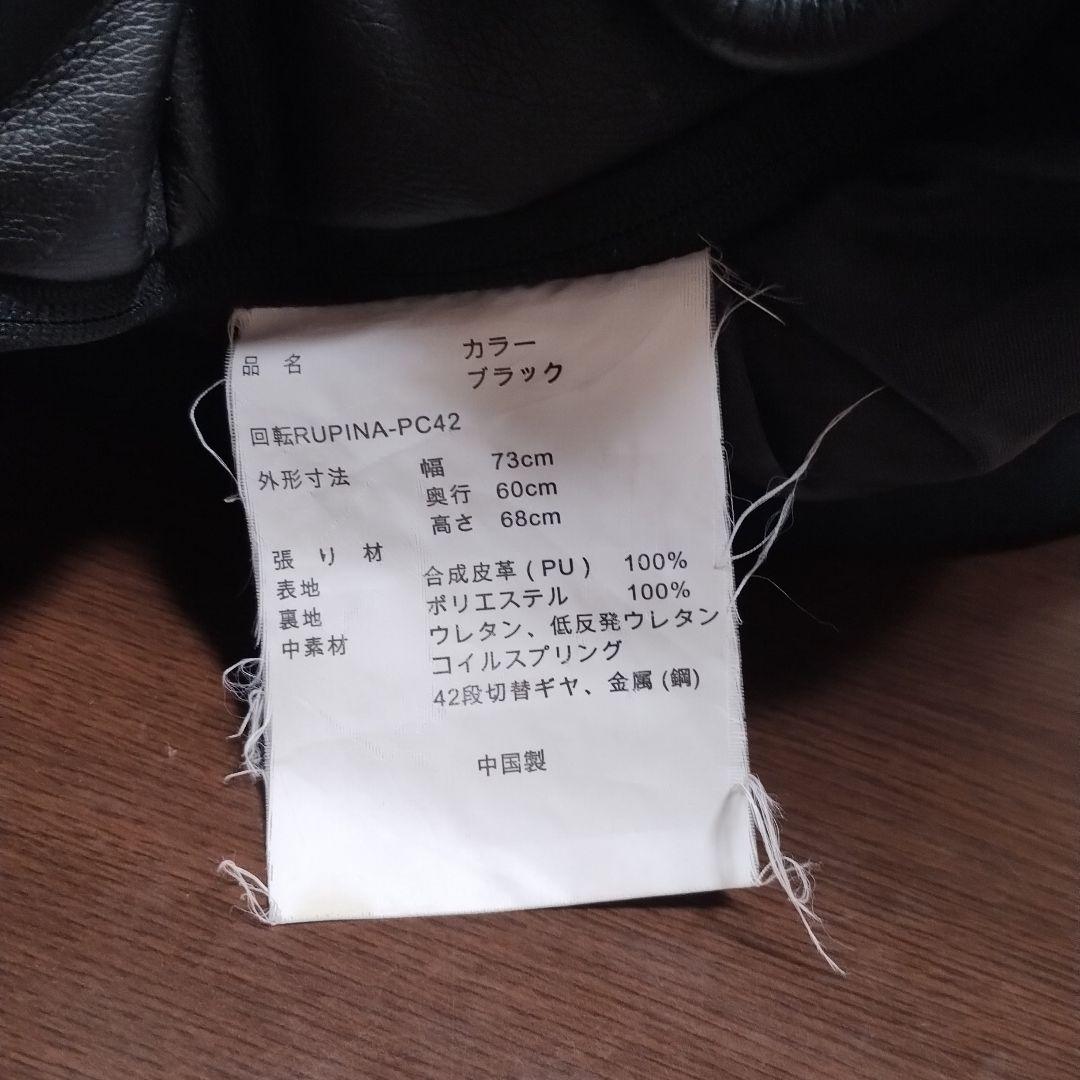 品 名 カラー
ブラック
回転RUPINA-PC42
外形寸法 幅 73cm
奥行 60cm
高さ 68cm
張 り 材
表地 合成皮革 ( PU ) 100%
裏地 ポリエステル 100%
中素材 ウレタン、低反発ウレタン
コイルスプリング
42段切替ギヤ、金属 (鋼)
中国製